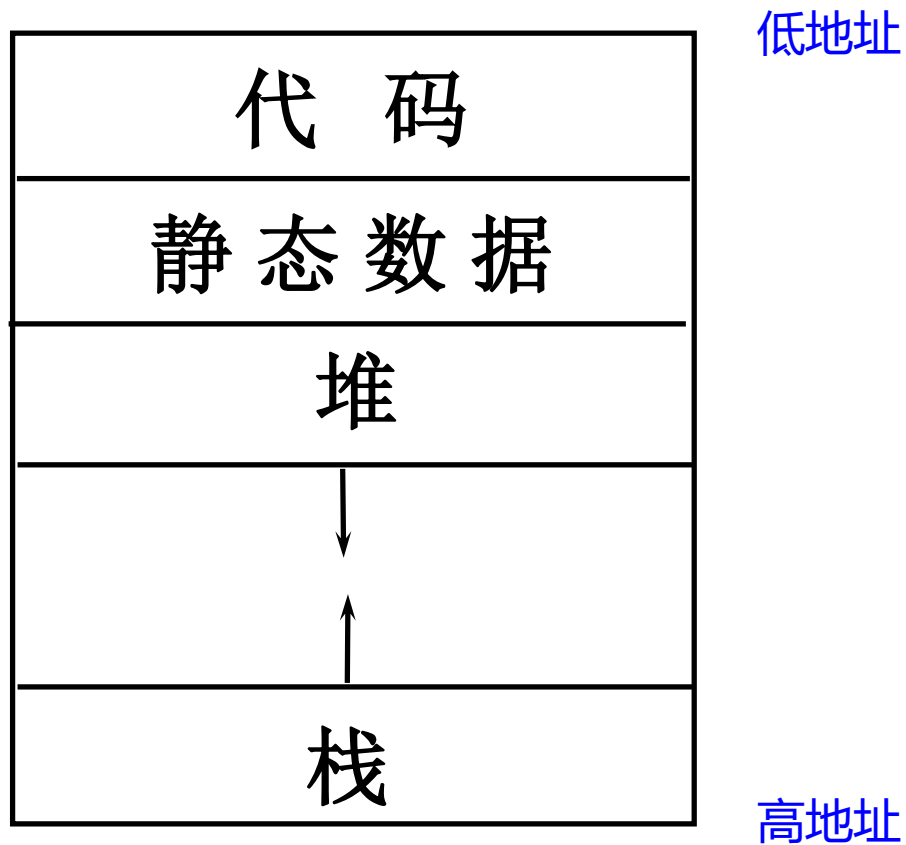 低地址
代 码
静 态 数 据
堆
栈
高地址